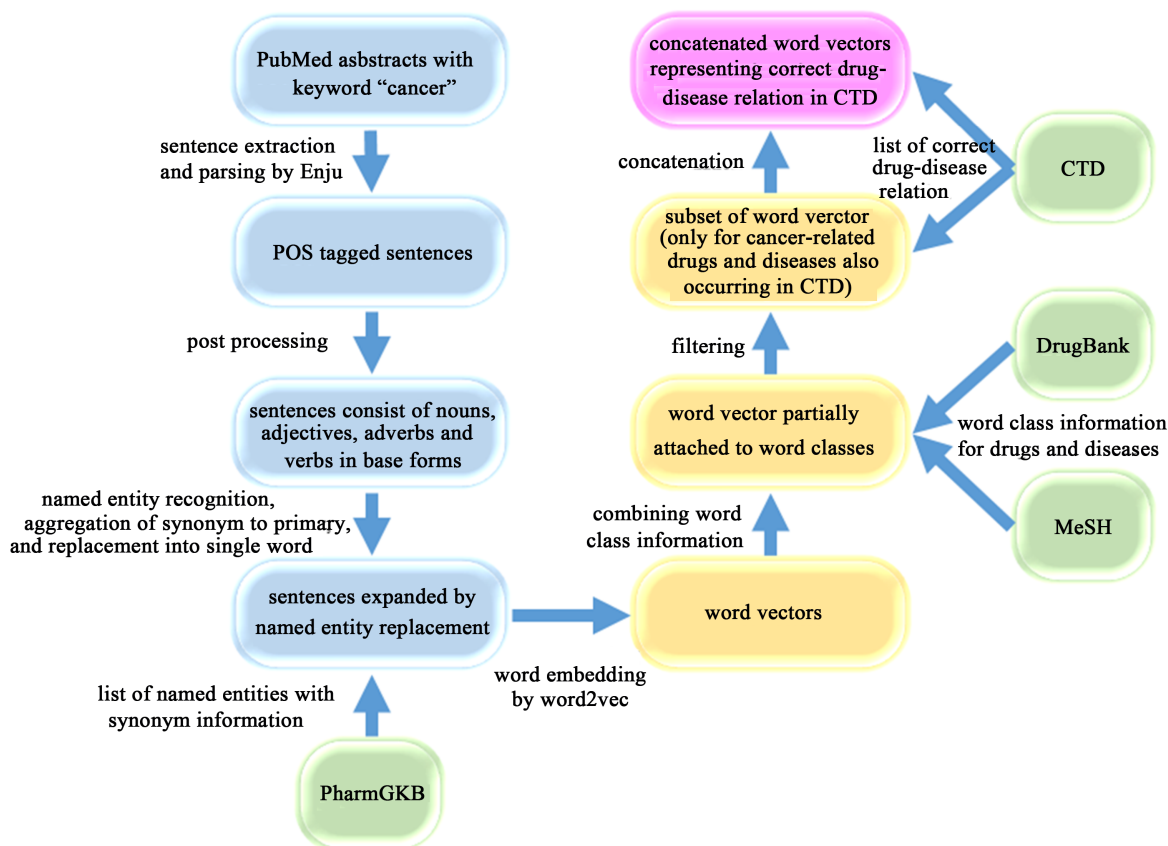 PubMed asbstracts with
keyword “cancer”
sentence extraction
and parsing by Enju
POS tagged sentences
post processing
sentences consist of nouns,
adjectives, adverbs and
verbs in base forms
named entity recognition,
aggregation of synonym to primary,
and replacement into single word
sentences expanded by
named entity replacement
list of named entities with
synonym information
PharmGKB
word embedding
by word2vec
word vectors
combining word
class information
word vector partially
attached to word classes
filtering
subset of word verctor
(only for cancer-related
drugs and diseases also
occurring in CTD)
concatenation
concatenated word vectors
representing correct drug-
disease relation in CTD
list of correct
drug-disease
relation
CTD
DrugBank
word class information
for drugs and diseases
MeSH